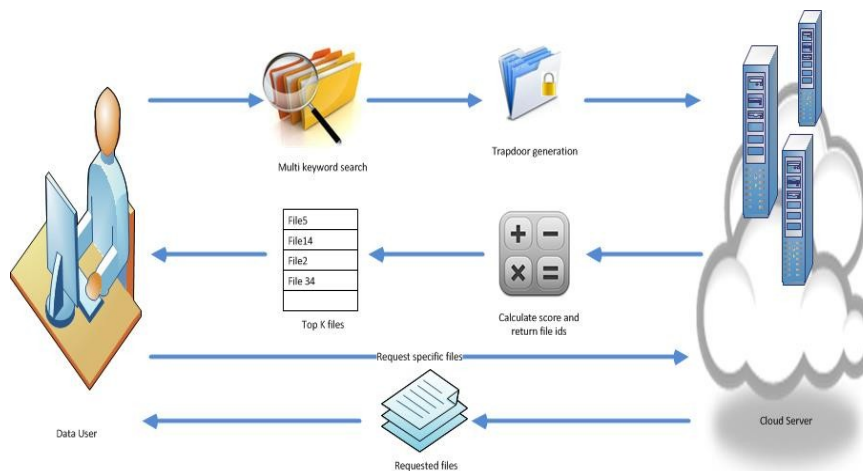 Multi keyword search
Trapdoor generation
File5
File14
File2
File 34
Top K files
Calculate score and
return file ids
Request specific files
Data User
Requested files
Cloud Server